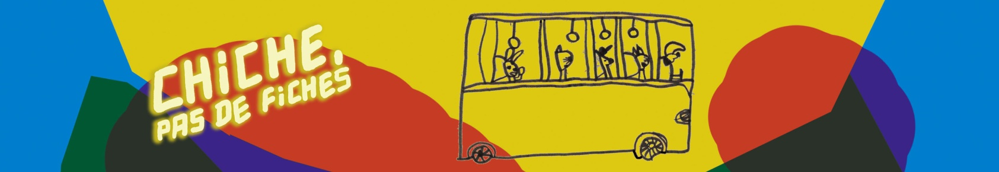 CHiCHE,
PAS DE FiCHES